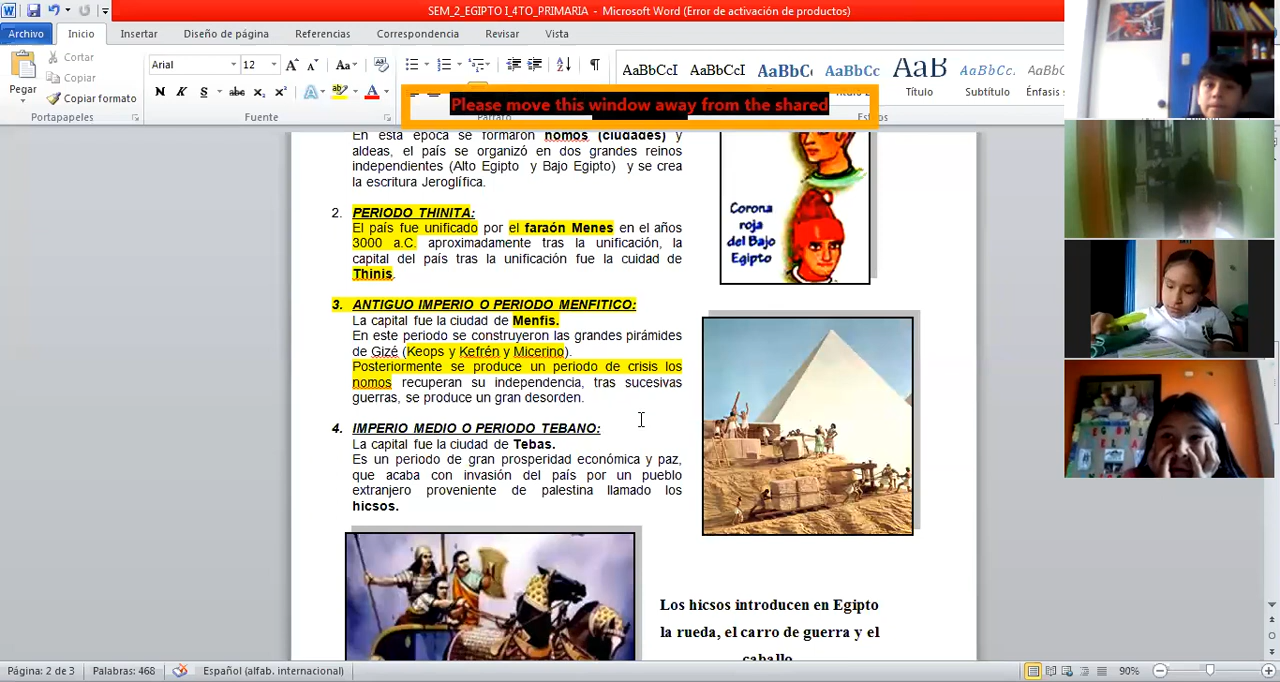 SEM_2_EGIPTO I_4TO_PRIMARIA - Microsoft Word (Error de activación de productos)
Archivo Inicio Insertar Diseño de página Referencias Correspondencia Revisar Vista
Pegar
Cortar
Copiar
Copiar formato
Arial 12
AaBbCcI AaBbCcI AaBbCc AaBbCc AaB AaBbCc. AaBbCcI
Título Subtítulo Énfasis s
Portapapeles Fuente Párrafo Estilos
Please move this window away from the shared
En esta época se formaron nomos (ciudades) y
aldeas, el país se organizó en dos grandes reinos
independientes (Alto Egipto y Bajo Egipto) y se crea
la escritura Jeroglífica.
2. PERIODO THINITA:
El país fue unificado por el faraón Menes en el años
3000 a.C. aproximadamente tras la unificación, la
capital del país tras la unificación fue la cuidad de
Thinis.
Corona
roja
del Bajo
Egipto
3. ANTIGUO IMPERIO O PERIODO MENFITICO:
La capital fue la ciudad de Menfis.
En este periodo se construyeron las grandes pirámides
de Gizé (Keops y Kefrén y Micerino).
Posteriormente se produce un periodo de crisis los
nomos recuperan su independencia, tras sucesivas
guerras, se produce un gran desorden.
4. IMPERIO MEDIO O PERIODO TEBANO:
La capital fue la ciudad de Tebas.
Es un periodo de gran prosperidad económica y paz,
que acaba con invasión del país por un pueblo
extranjero proveniente de palestina llamado los
hicsos.
Los hicsos introducen en Egipto
la rueda, el carro de guerra y el
caballo
Página: 2 de 3 Palabras: 468 Español (alfab. internacional) 90%